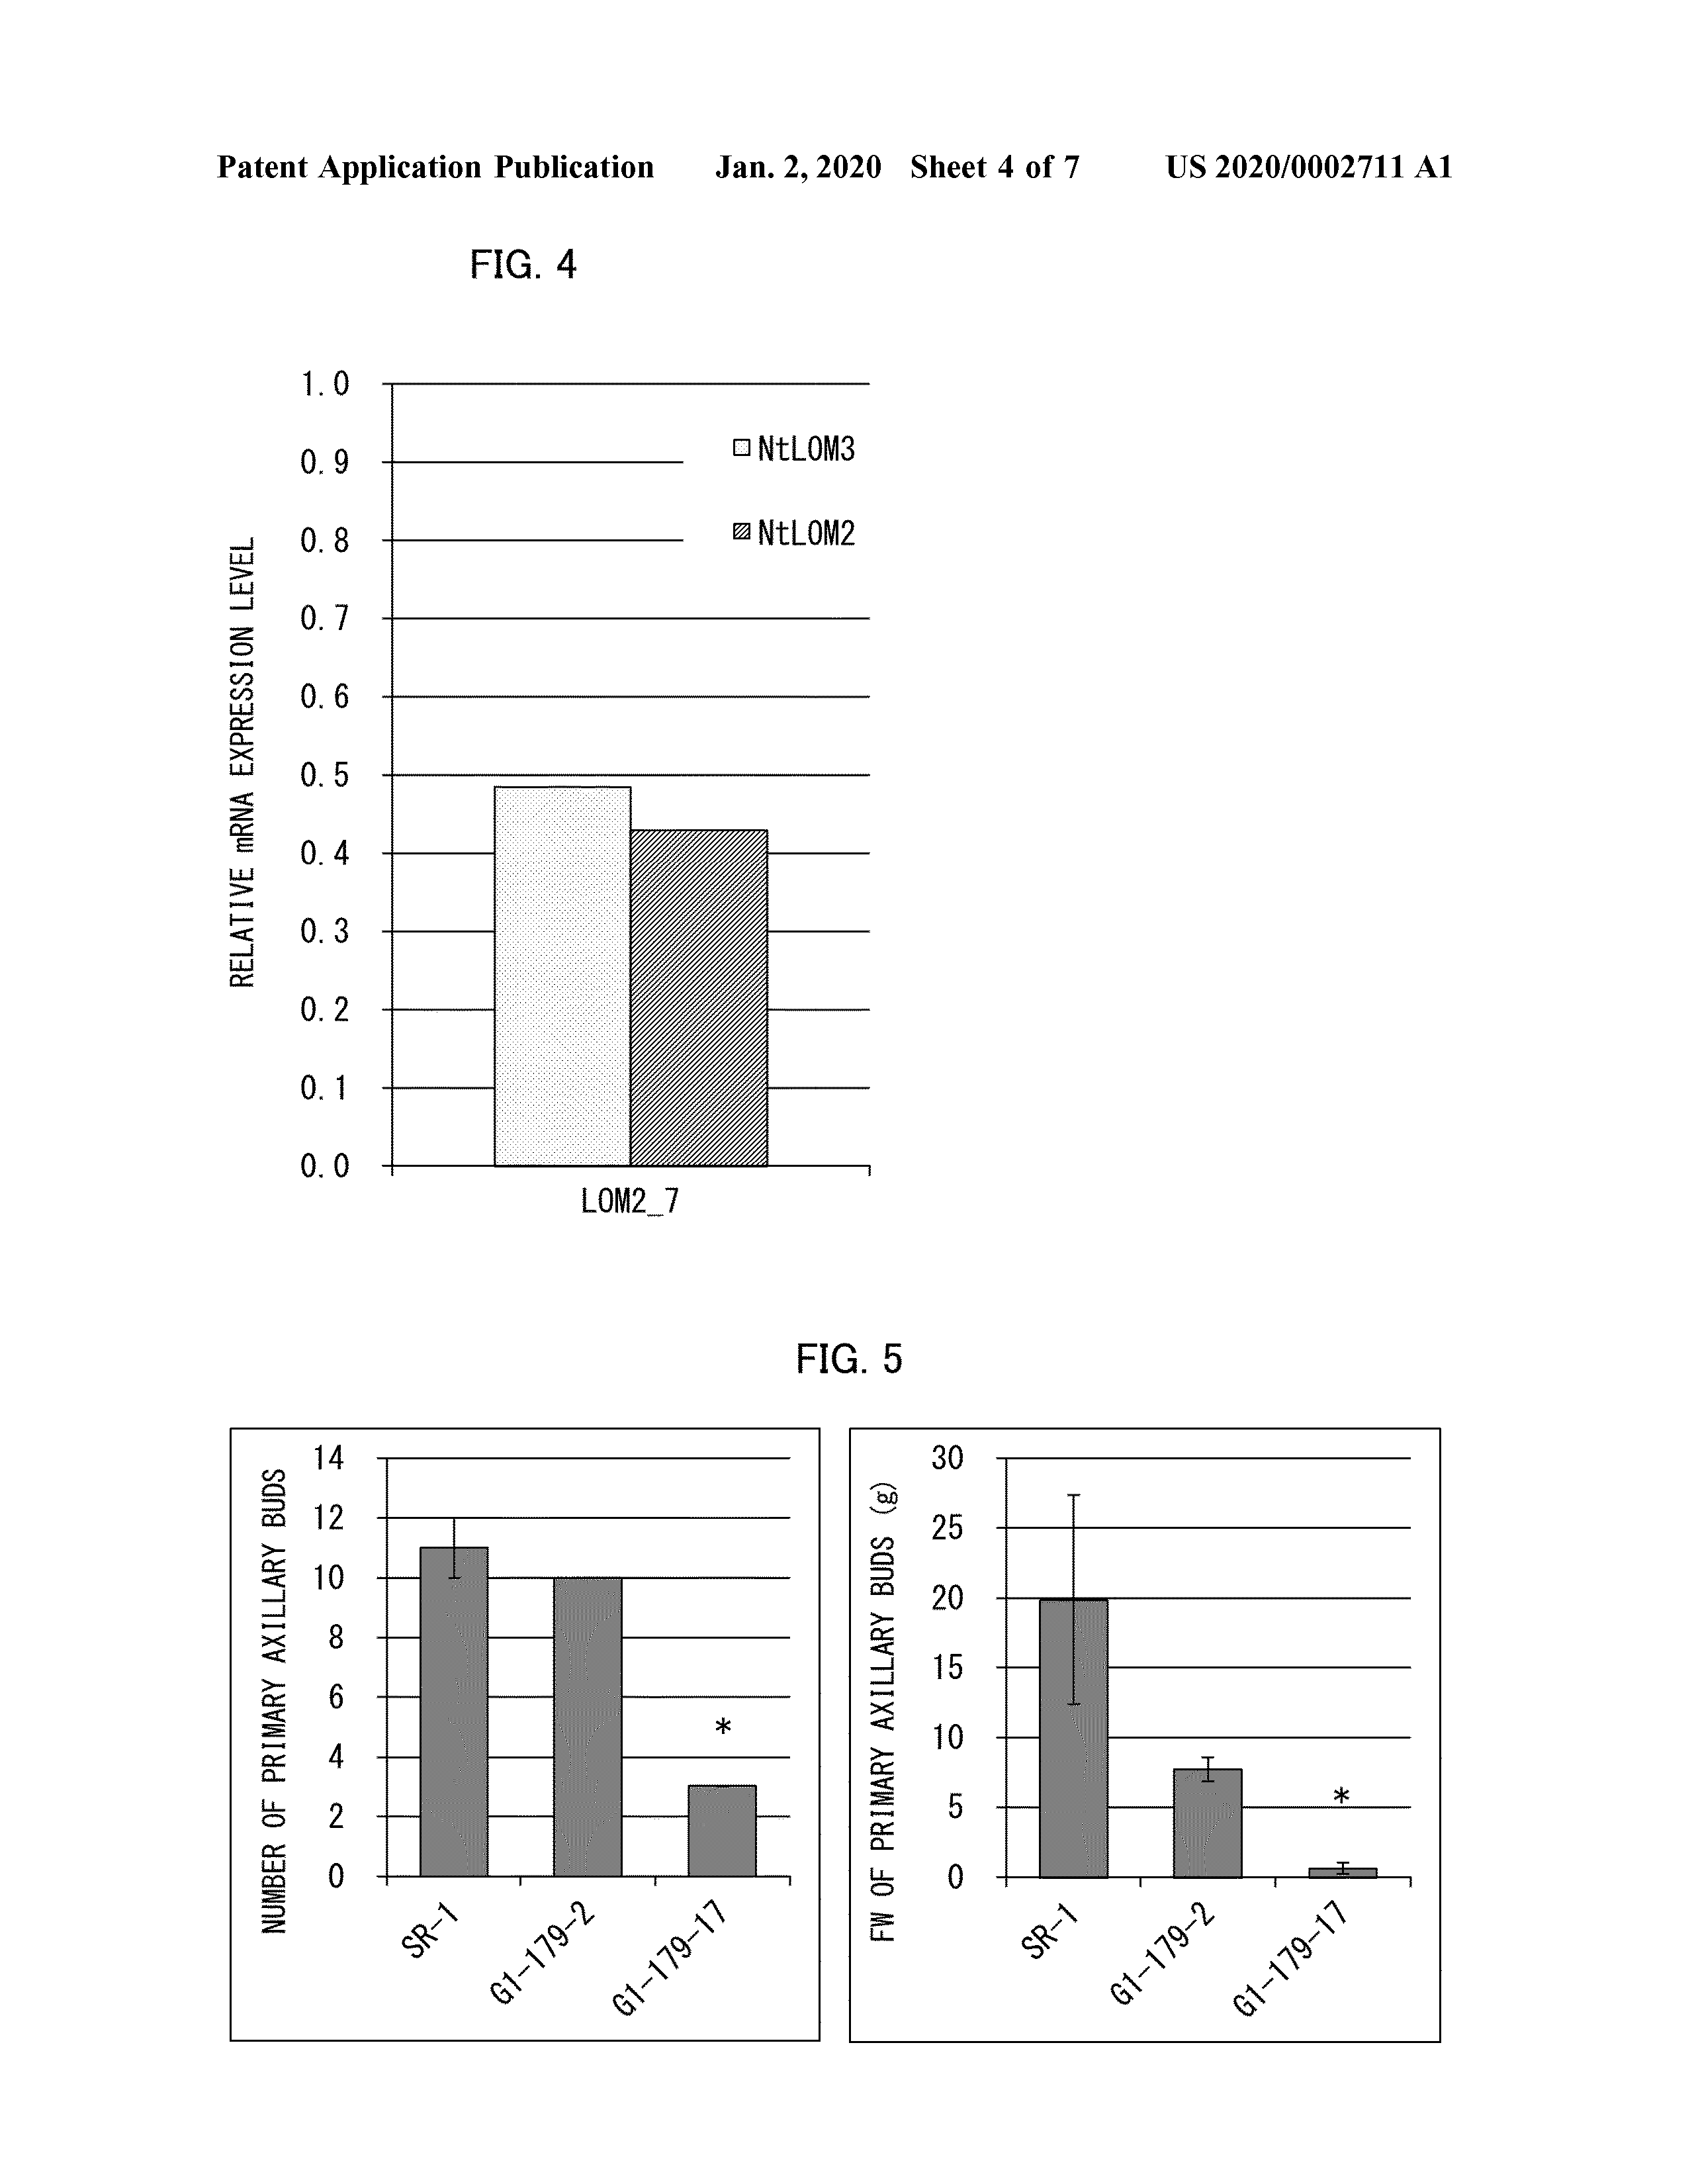 Patent Application Publication Jan. 2, 2020 Sheet 4 of 7 US 2020/0002711 A1
FIG. 4
RELATIVE mRNA EXPRESSION LEVEL
1.0
0.9
0.8
0.7
0.6
0.5
0.4
0.3
0.2
0.1
0.0
NtLOM3
NtLOM2
LOM2_7
FIG. 5
NUMBER OF PRIMARY AXILLARY BUDS
14
12
10
8
6
4
2
0
*
SR-1
G1-179-2
G1-179-17
FW OF PRIMARY AXILLARY BUDS (g)
30
25
20
15
10
5
0
*
SR-1
G1-179-2
G1-179-17